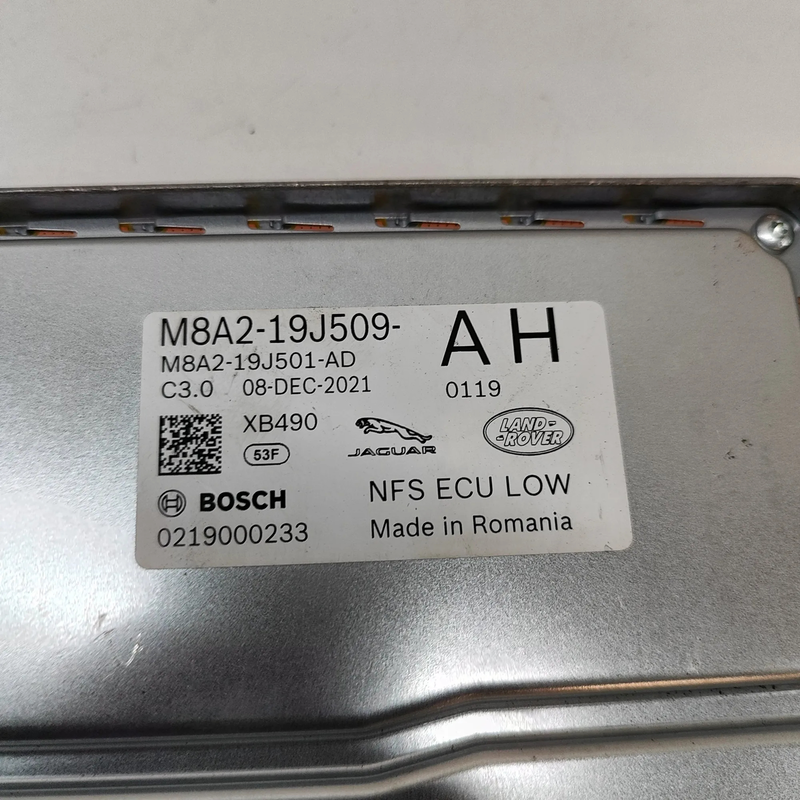 M8A2-19J509- AH
M8A2-19J501-AD
C3.0 08-DEC-2021 0119
XB490
53F
JAGUAR
LAND-
-ROVER
BOSCH
NFS ECU LOW
0219000233
Made in Romania